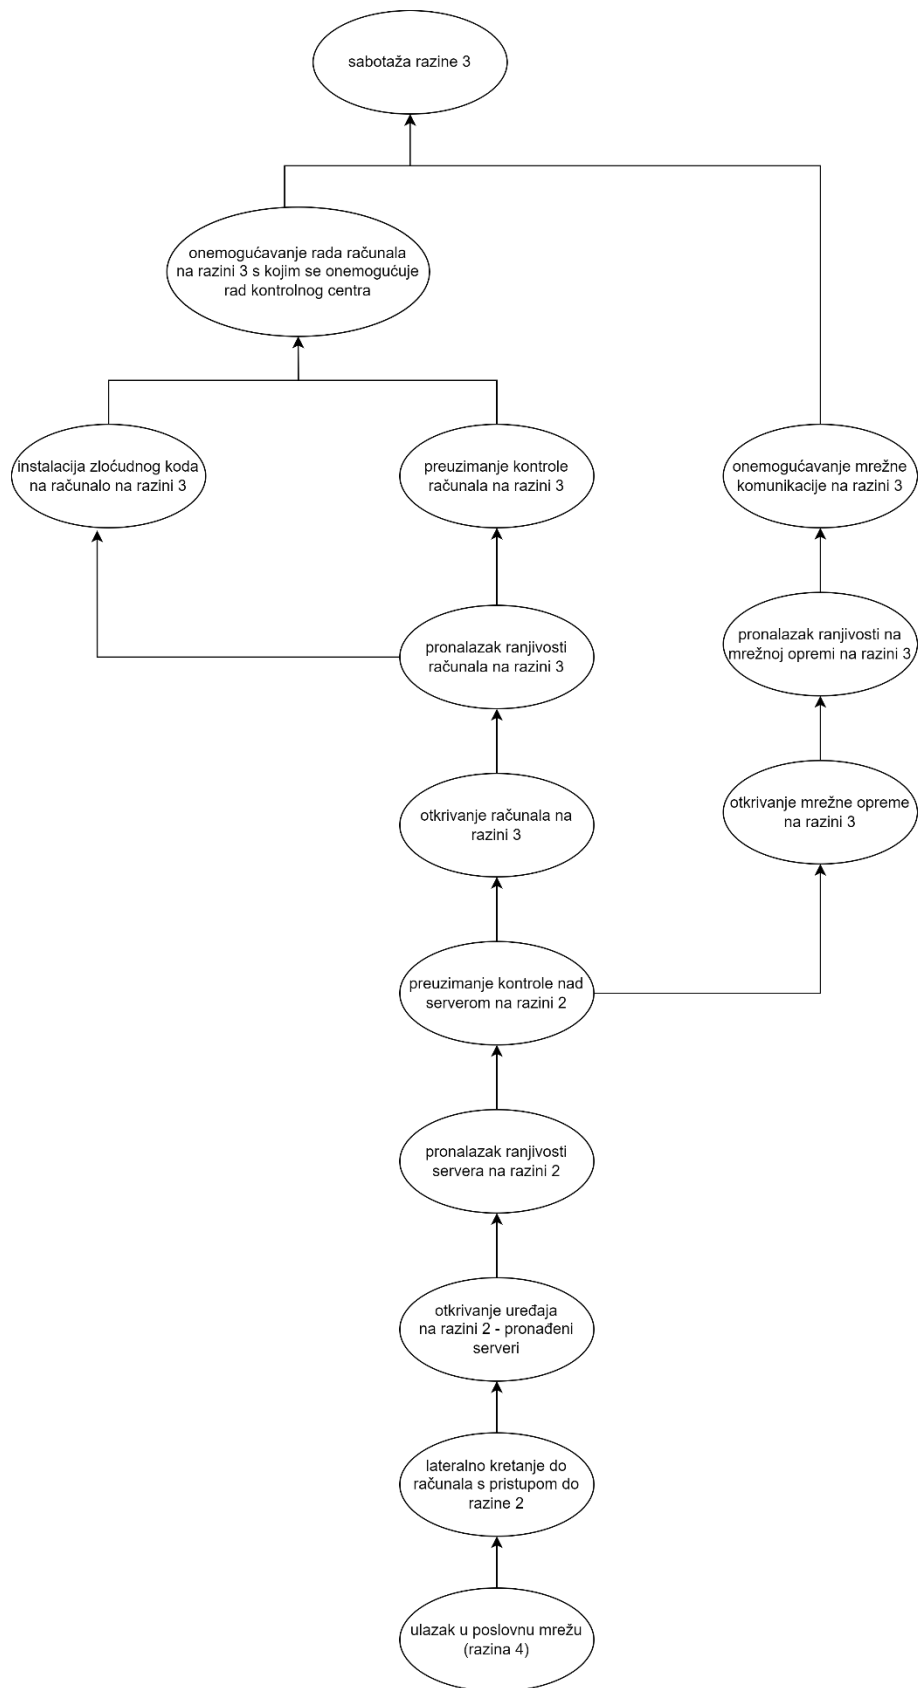 sabotaža razine 3
onemogućavanje rada računala
na razini 3 s kojim se onemogućuje
rad kontrolnog centra
instalacija zloćudnog koda
na računalo na razini 3
preuzimanje kontrole
računala na razini 3
onemogućavanje mrežne
komunikacije na razini 3
pronalazak ranjivosti
računala na razini 3
pronalazak ranjivosti na
mrežnoj opremi na razini 3
otkrivanje računala na
razini 3
otkrivanje mrežne opreme
na razini 3
preuzimanje kontrole nad
serverom na razini 2
pronalazak ranjivosti
servera na razini 2
otkrivanje uređaja
na razini 2 - pronađeni
serveri
lateralno kretanje do
računala s pristupom do
razine 2
ulazak u poslovnu mrežu
(razina 4)